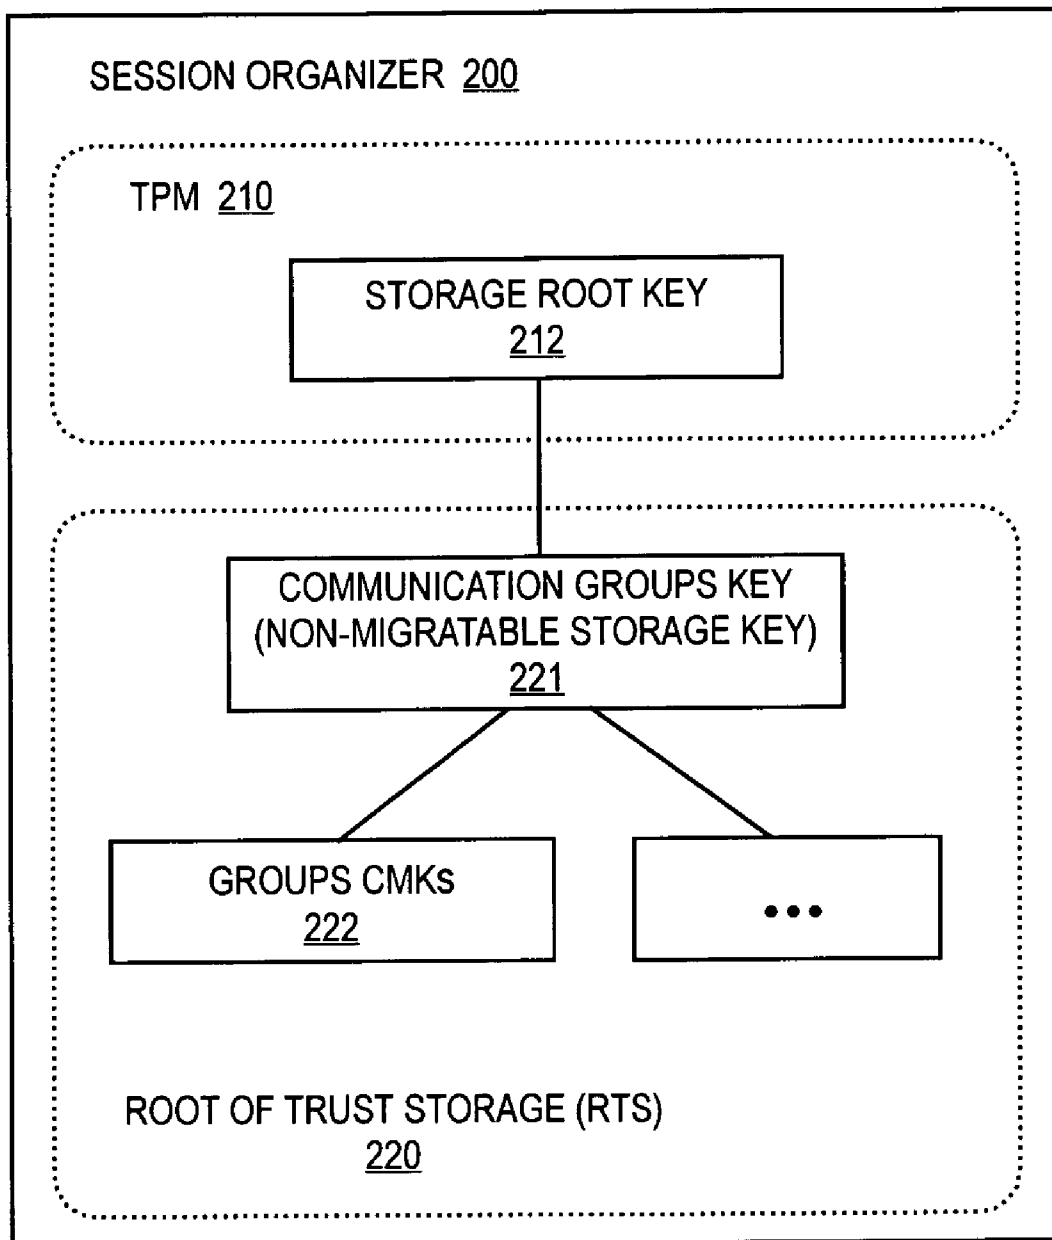 SESSION ORGANIZER 200
TPM 210
STORAGE ROOT KEY
212
COMMUNICATION GROUPS KEY
(NON-MIGRATABLE STORAGE KEY)
221
GROUPS CMKs
222
•••
ROOT OF TRUST STORAGE (RTS)
220